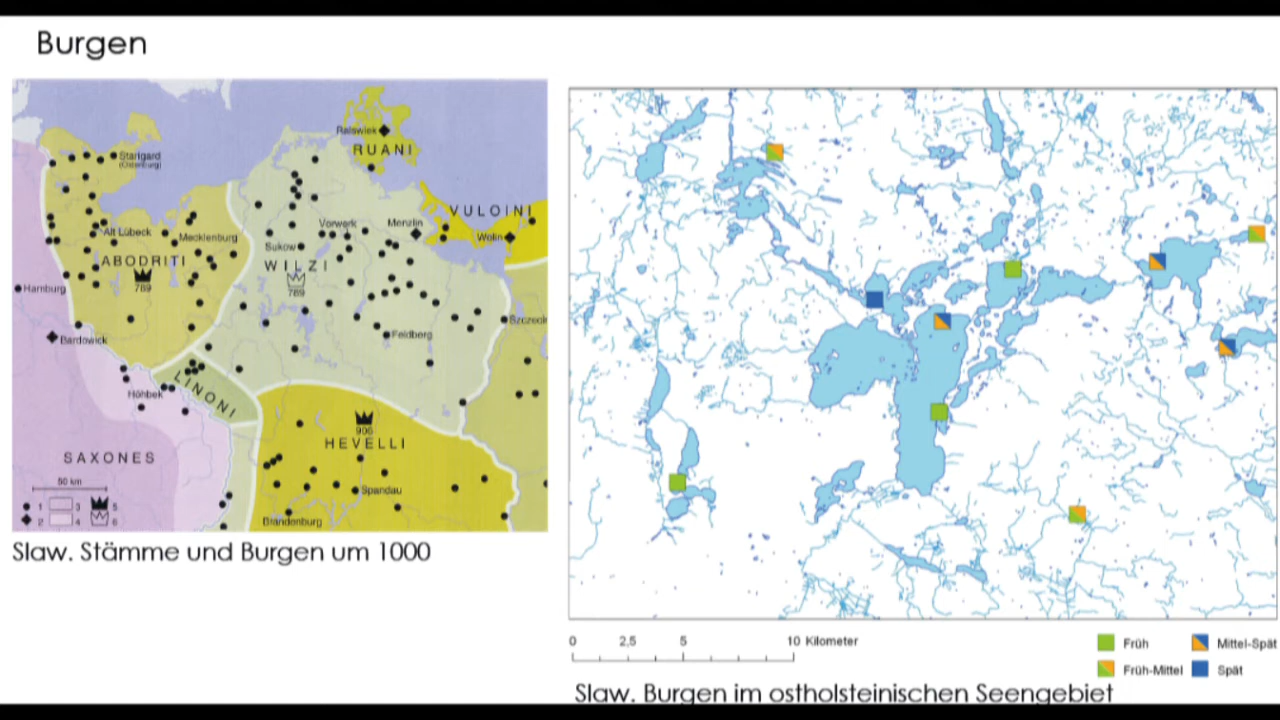 Burgen
Ralswiek
RUANI
Starigard
(Oldenburg)
VULOINI
Vorwerk
Menzlin
Alt Lübeck
Mecklenburg
Wolin
Sukow
ABODRITI
WILZI
789
789
Hamburg
Szczecin
Feldberg
Bardowick
LINONI
Höhbek
906
HEVELLI
SAXONES
50 km
Spandau
1 3 5
2 4 6
Brandenburg
Slaw. Stämme und Burgen um 1000
0 2,5 5 10 Kilometer
Früh
Mittel-Spät
Früh-Mittel
Spät
Slaw. Burgen im ostholsteinischen Seengebiet